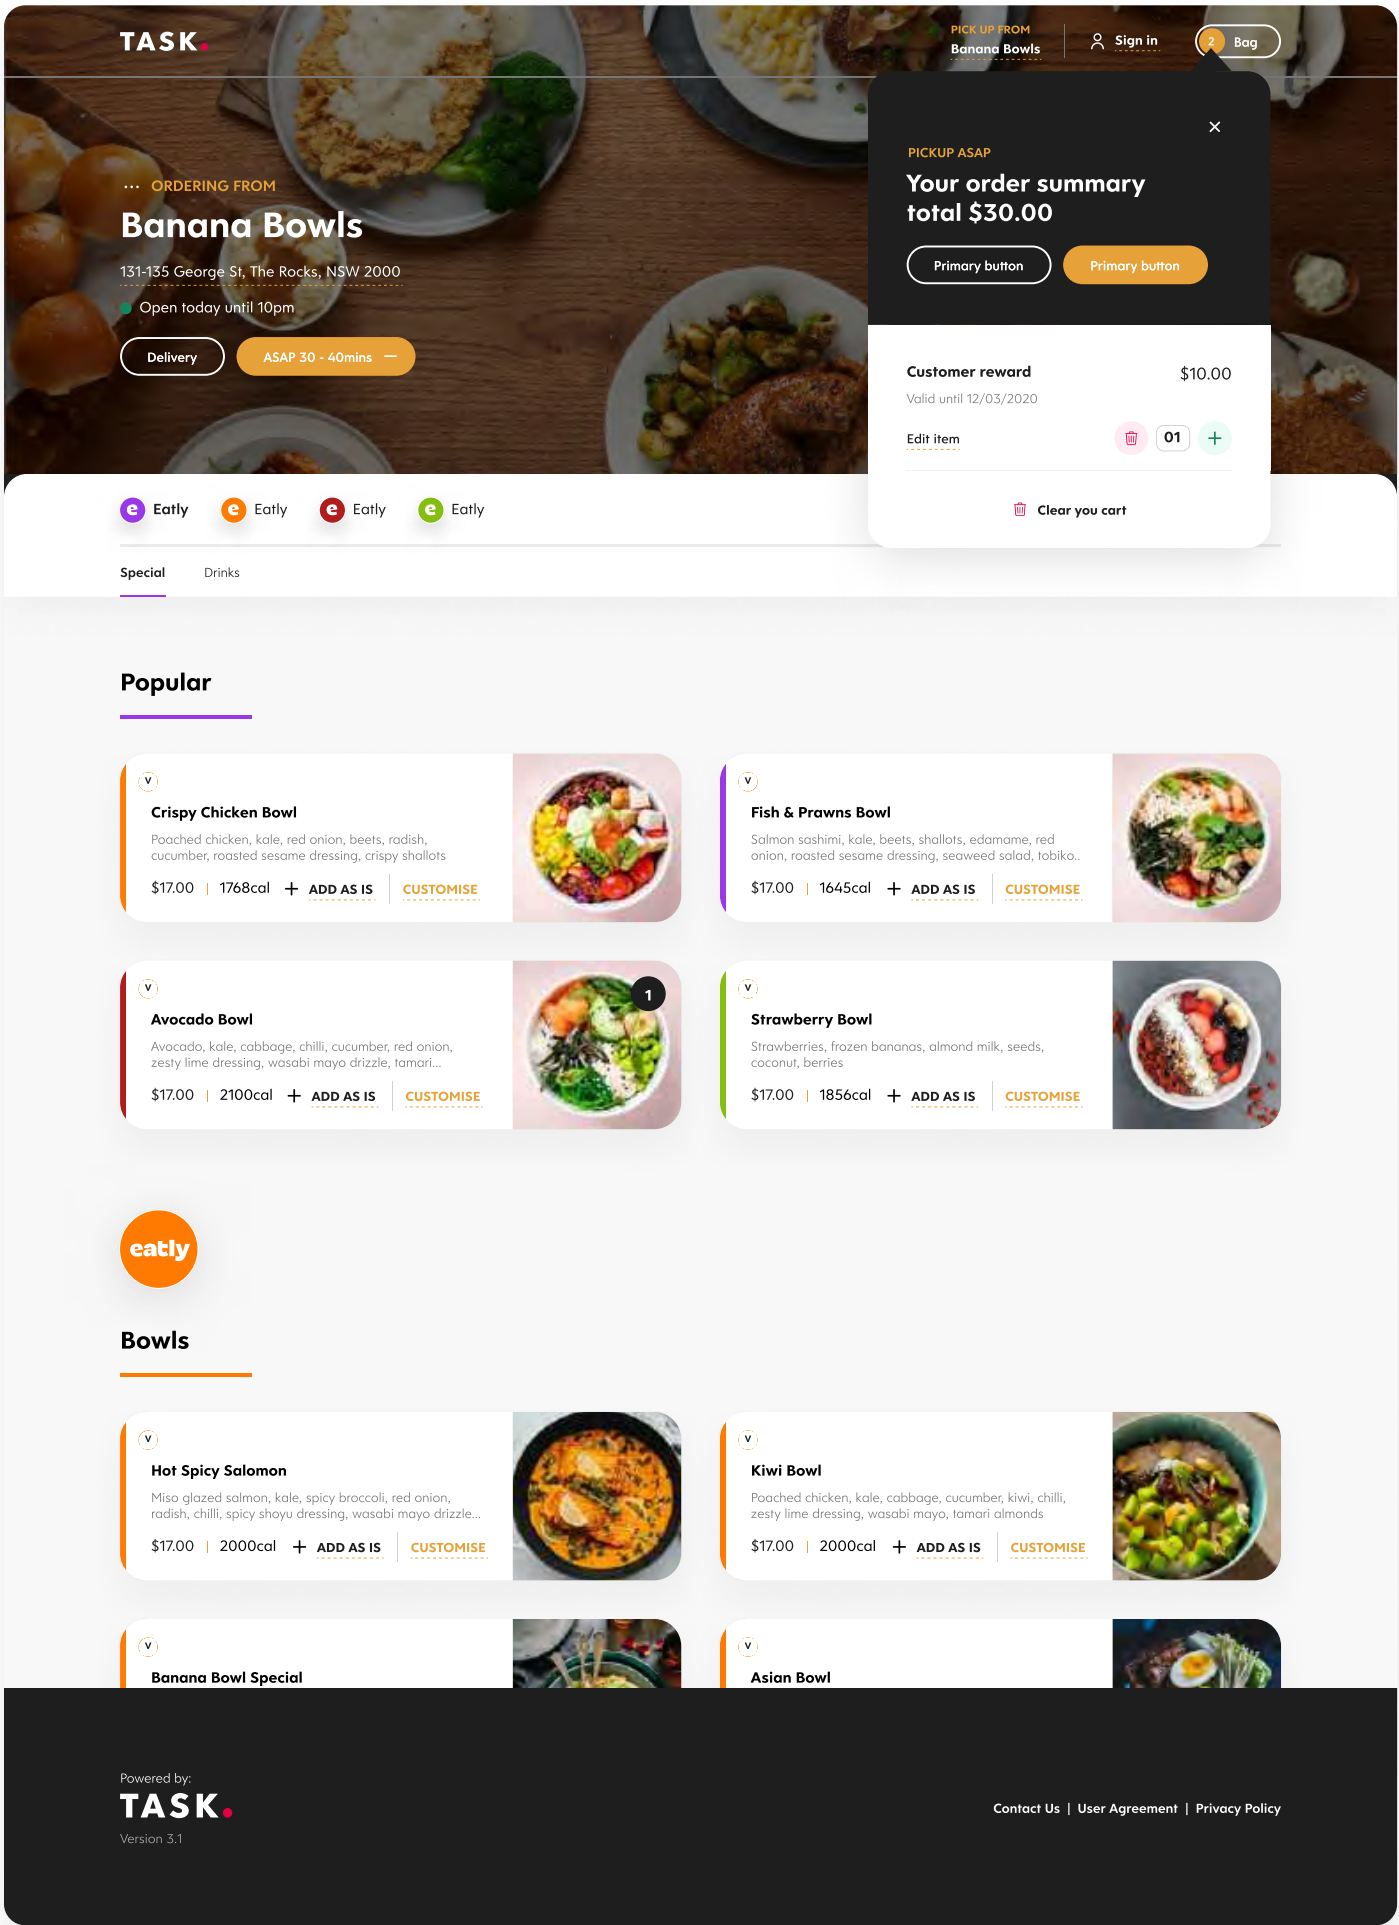 TASK.
PICK UP FROM
Banana Bowls
Sign in
2
Bag
PICKUP ASAP
Your order summary
total $30.00
Primary button
Primary button
ORDERING FROM
Banana Bowls
131-135 George St, The Rocks, NSW 2000
Open today until 10pm
Delivery
ASAP 30 - 40mins
Customer reward
$10.00
Valid until 12/03/2020
Edit item
01
Clear you cart
e Eatly
e Eatly
e Eatly
e Eatly
Special
Drinks
Popular
V
Crispy Chicken Bowl
Poached chicken, kale, red onion, beets, radish,
cucumber, roasted sesame dressing, crispy shallots
$17.00 | 1768cal + ADD AS IS CUSTOMISE
V
Fish & Prawns Bowl
Salmon sashimi, kale, beets, shallots, edamame, red
onion, roasted sesame dressing, seaweed salad, tobiko..
$17.00 | 1645cal + ADD AS IS CUSTOMISE
V
1
Avocado Bowl
Avocado, kale, cabbage, chilli, cucumber, red onion,
zesty lime dressing, wasabi mayo drizzle, tamari...
$17.00 | 2100cal + ADD AS IS CUSTOMISE
V
Strawberry Bowl
Strawberries, frozen bananas, almond milk, seeds,
coconut, berries
$17.00 | 1856cal + ADD AS IS CUSTOMISE
eatly
Bowls
V
Hot Spicy Salomon
Miso glazed salmon, kale, spicy broccoli, red onion,
radish, chilli, spicy shoyu dressing, wasabi mayo drizzle...
$17.00 | 2000cal + ADD AS IS CUSTOMISE
V
Kiwi Bowl
Poached chicken, kale, cabbage, cucumber, kiwi, chilli,
zesty lime dressing, wasabi mayo, tamari almonds
$17.00 | 2000cal + ADD AS IS CUSTOMISE
V
Banana Bowl Special
V
Asian Bowl
Powered by:
TASK.
Version 3.1
Contact Us | User Agreement | Privacy Policy